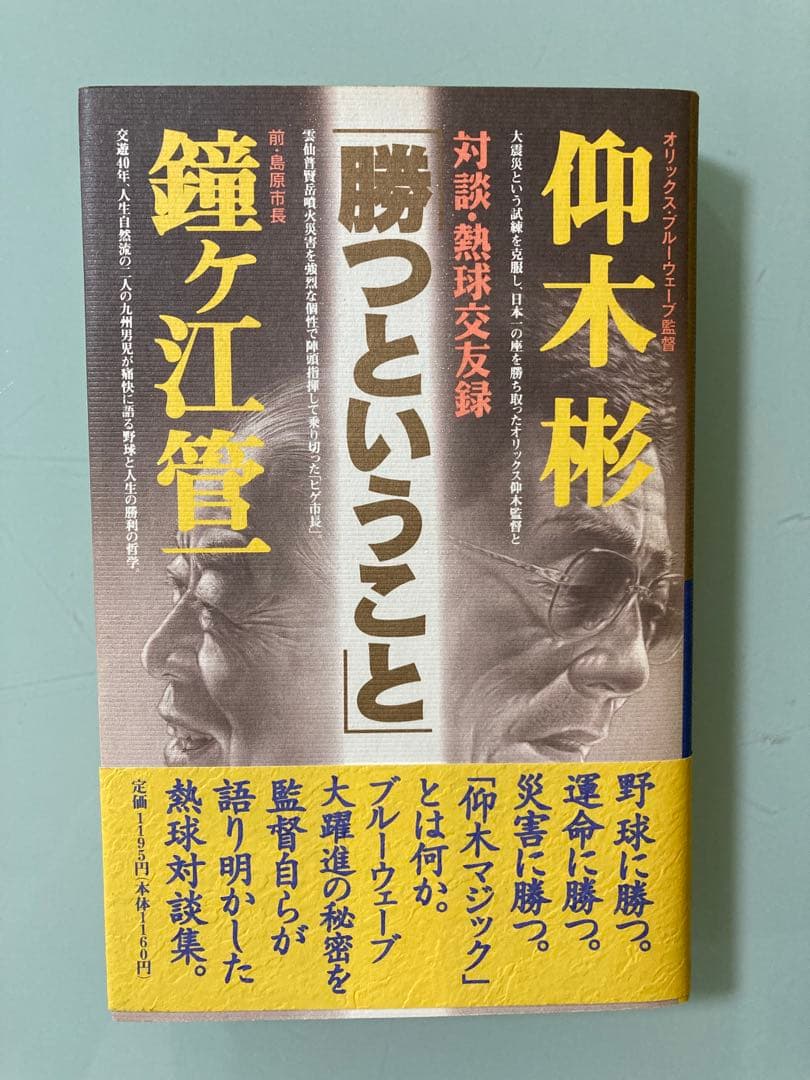 オリックス・ブルーウェーブ監督
仰木 彬
大震災という試練を克服し、日本一の座を勝ち取ったオリックス仰木監督と
対談・熱球交友録
「勝つということ」
雲仙普賢岳噴火災害を強烈な個性で陣頭指揮して乗り切った「ヒゲ市長」、
前・島原市長
鐘ヶ江管一
交遊40年、人生自然流の二人の九州男児が痛快に語る野球と人生の勝利の哲学。
野球に勝つ。
運命に勝つ。
災害に勝つ。
「仰木マジック」
とは何か。
ブルーウェーブ
大躍進の秘密を
監督自らが
語り明かした
熱球対談集。
定価1195円(本体1160円)